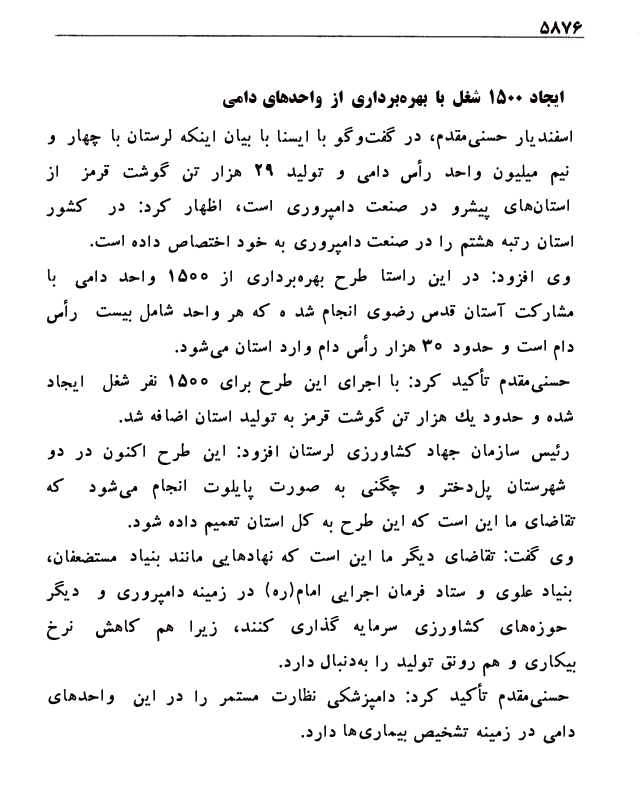 ۵۸۷۶
ایجاد ۱۵۰۰ شغل با بهره‌برداری از واحدهای دامی
اسفندیار حسنی‌مقدم، در گفت‌وگو با ایسنا با بیان اینکه لرستان با چهار و
نیم میلیون واحد رأس دامی و تولید ۲۹ هزار تن گوشت قرمز از
استان‌های پیشرو در صنعت دامپروری است، اظهار کرد: در کشور
استان رتبه هشتم را در صنعت دامپروری به خود اختصاص داده است.
وی افزود: در این راستا طرح بهره‌برداری از ۱۵۰۰ واحد دامی با
مشارکت آستان قدس رضوی انجام شد ه که هر واحد شامل بیست رأس
دام است و حدود ۳۰ هزار رأس دام وارد استان می‌شود.
حسنی‌مقدم تأکید کرد: با اجرای این طرح برای ۱۵۰۰ نفر شغل ایجاد
شده و حدود یك هزار تن گوشت قرمز به تولید استان اضافه شد.
رئیس سازمان جهاد کشاورزی لرستان افزود: این طرح اکنون در دو
شهرستان پل‌دختر و چگنی به صورت پایلوت انجام می‌شود که
تقاضای ما این است که این طرح به کل استان تعمیم داده شود.
وی گفت: تقاضای دیگر ما این است که نهادهایی مانند بنیاد مستضعفان،
بنیاد علوی و ستاد فرمان اجرایی امام(ره) در زمینه دامپروری و دیگر
حوزه‌های کشاورزی سرمایه گذاری کنند، زیرا هم کاهش نرخ
بیکاری و هم رونق تولید را به‌دنبال دارد.
حسنی‌مقدم تأکید کرد: دامپزشکی نظارت مستمر را در این واحدهای
دامی در زمینه تشخیص بیماری‌ها دارد.